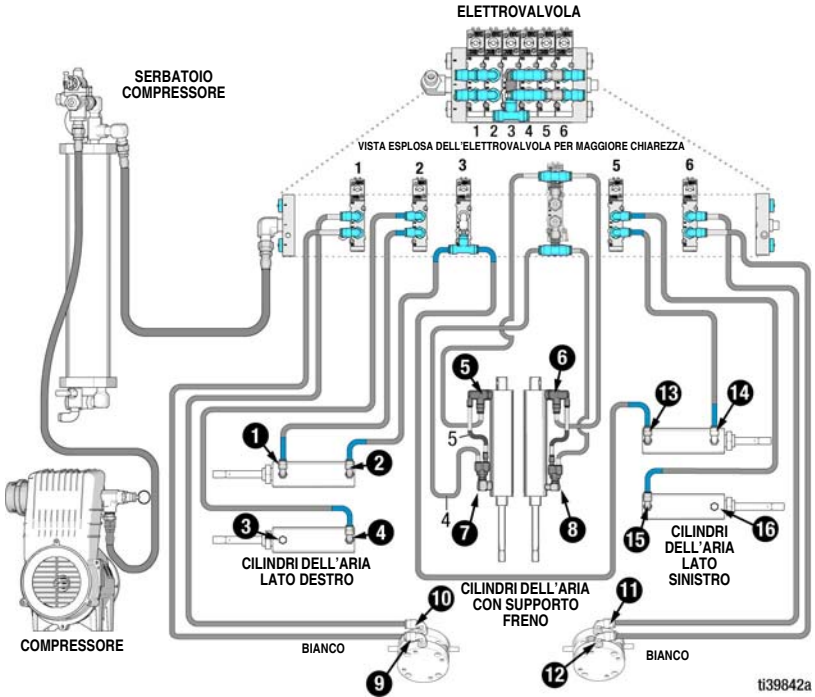 ELETTROVALVOLA
SERBATOIO
COMPRESSORE
1 2 3 4 5 6
VISTA ESPLOSA DELL'ELETTROVALVOLA PER MAGGIORE CHIAREZZA
1
2
3
5
6
5
6
13
14
5
1
2
4
7
8
3
4
15
16
CILINDRI DELL'ARIA
LATO DESTRO
CILINDRI DELL'ARIA
CON SUPPORTO
FRENO
CILINDRI
DELL'ARIA
LATO
SINISTRO
10
11
COMPRESSORE
BIANCO
9
12
BIANCO
ti39842a